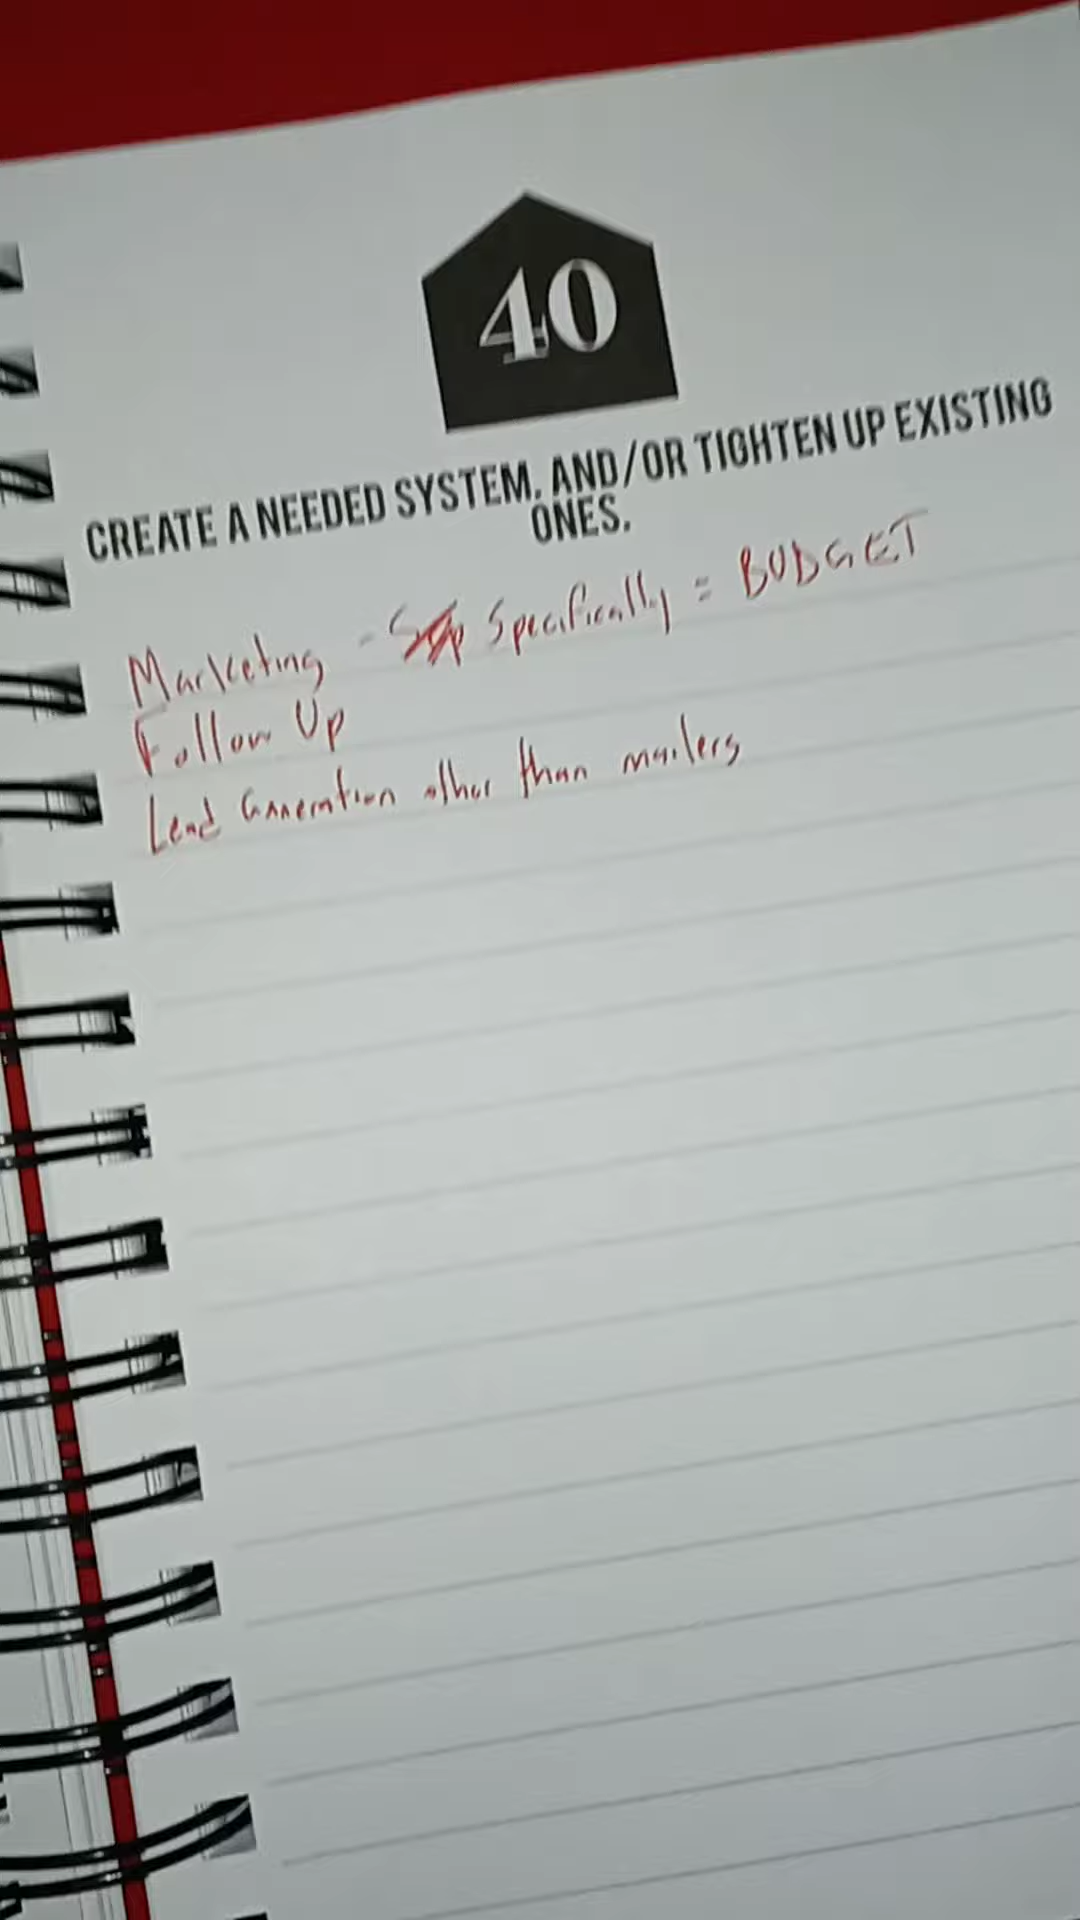 40
CREATE A NEEDED SYSTEM, AND/OR TIGHTEN UP EXISTING
ONES.
Marketing - Specifically = BUDGET
Follow Up
Lead Generation other than mailers